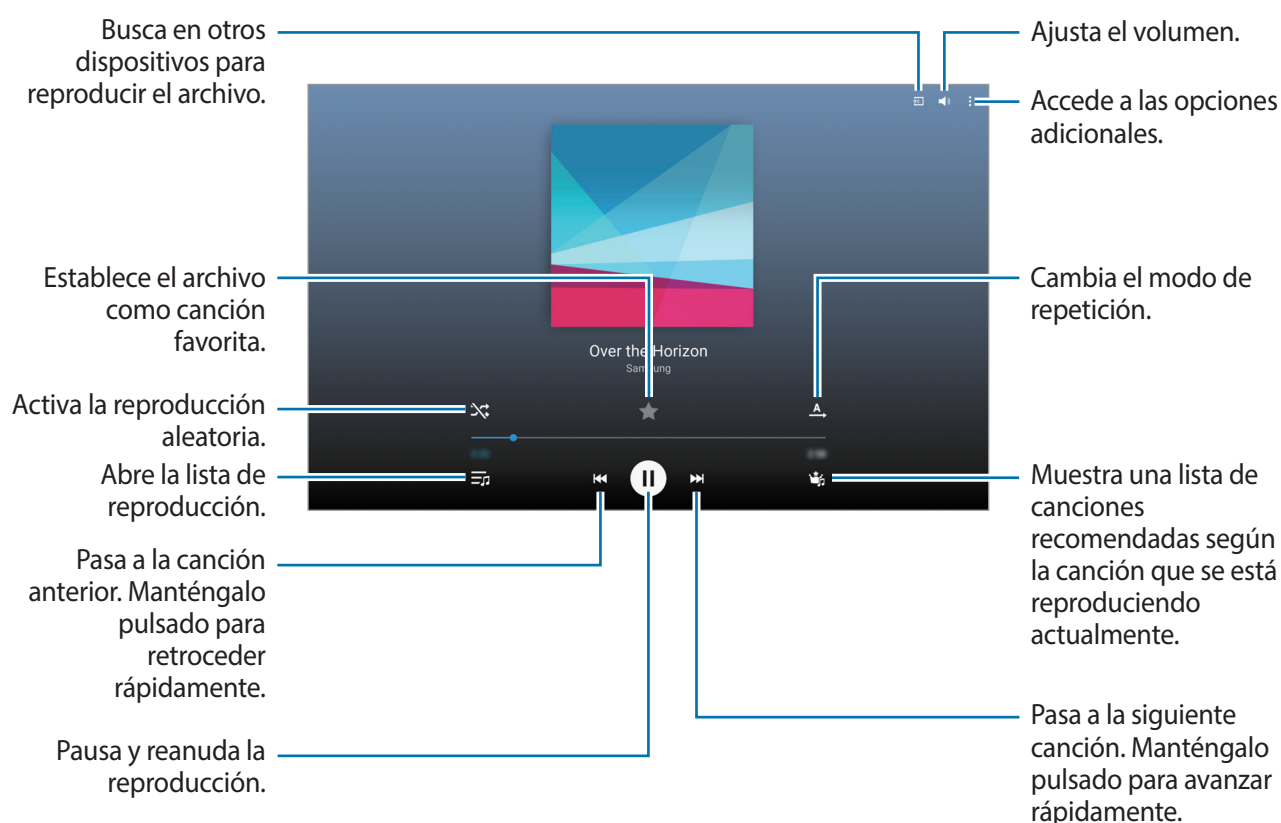 Busca en otros
dispositivos para
reproducir el archivo.
Ajusta el volumen.
Accede a las opciones
adicionales.
Establece el archivo
como canción
favorita.
Cambia el modo de
repetición.
Over the Horizon
Samsung
Activa la reproducción
aleatoria.
A
Abre la lista de
reproducción.
Muestra una lista de
canciones
recomendadas según
la canción que se está
reproduciendo
actualmente.
Pasa a la canción
anterior. Manténgalo
pulsado para
retroceder
rápidamente.
Pausa y reanuda la
reproducción.
Pasa a la siguiente
canción. Manténgalo
pulsado para avanzar
rápidamente.